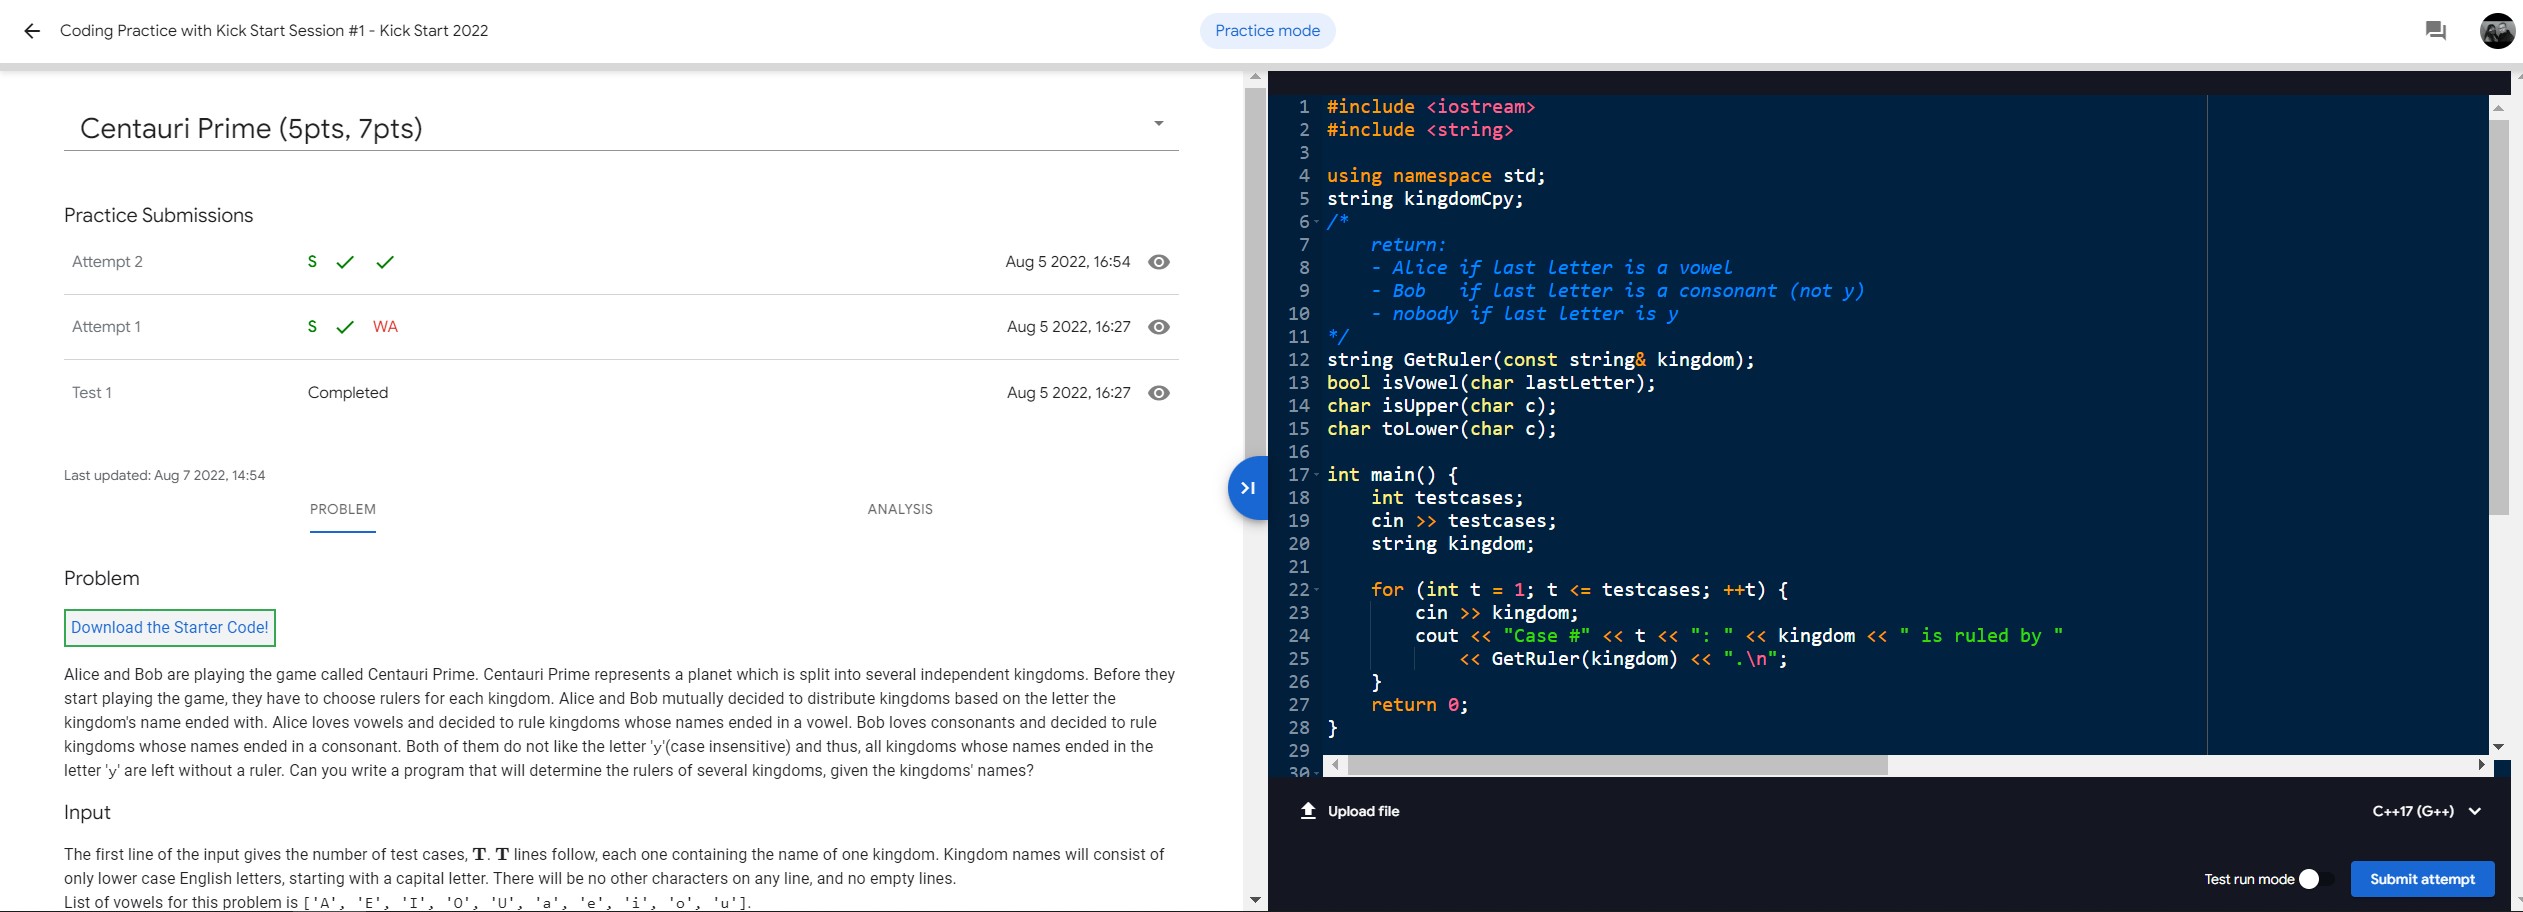 Coding Practice with Kick Start Session #1 - Kick Start 2022
Practice mode
Centauri Prime (5pts, 7pts)
Practice Submissions
Attempt 2 S Aug 5 2022, 16:54
Attempt 1 S WA Aug 5 2022, 16:27
Test 1 Completed Aug 5 2022, 16:27
Last updated: Aug 7 2022, 14:54
PROBLEM ANALYSIS
Problem
Download the Starter Code!
Alice and Bob are playing the game called Centauri Prime. Centauri Prime represents a planet which is split into several independent kingdoms. Before they
start playing the game, they have to choose rulers for each kingdom. Alice and Bob mutually decided to distribute kingdoms based on the letter the
kingdom's name ended with. Alice loves vowels and decided to rule kingdoms whose names ended in a vowel. Bob loves consonants and decided to rule
kingdoms whose names ended in a consonant. Both of them do not like the letter 'y'(case insensitive) and thus, all kingdoms whose names ended in the
letter 'y' are left without a ruler. Can you write a program that will determine the rulers of several kingdoms, given the kingdoms' names?
Input
The first line of the input gives the number of test cases, T. T lines follow, each one containing the name of one kingdom. Kingdom names will consist of
only lower case English letters, starting with a capital letter. There will be no other characters on any line, and no empty lines.
List of vowels for this problem is ['A', 'E', 'I', 'O', 'U', 'a', 'e', 'i', 'o', 'u'].
1 #include <iostream>
2 #include <string>
3
4 using namespace std;
5 string kingdomCpy;
6 /*
7 return:
8 - Alice if last letter is a vowel
9 - Bob if last letter is a consonant (not y)
10 - nobody if last letter is y
11 */
12 string GetRuler(const string& kingdom);
13 bool isVowel(char lastLetter);
14 char isUpper(char c);
15 char toLower(char c);
16
17 int main() {
18 int testcases;
19 cin >> testcases;
20 string kingdom;
21
22 for (int t = 1; t <= testcases; ++t) {
23 cin >> kingdom;
24 cout << "Case #" << t << ": " << kingdom << " is ruled by "
25 << GetRuler(kingdom) << ".\n";
26 }
27 return 0;
28 }
29
30
Upload file
C++17 (G++)
Test run mode
Submit attempt